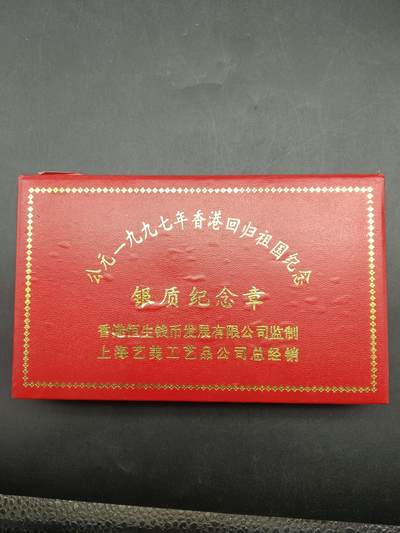 公元一九九七年香港回归祖国纪念
银质纪念章
香港恒生钱币发展有限公司监制
上海艺美工艺品公司总经销